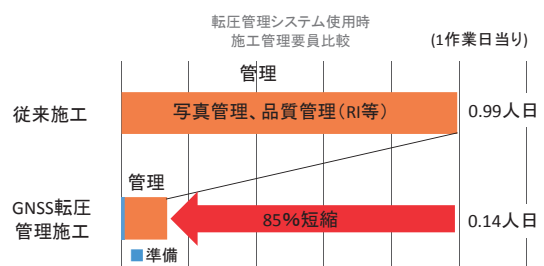 転圧管理システム使用時
施工管理要員比較
(1作業日当り)
管理
従来施工
写真管理、品質管理(RI等)
0.99人日
管理
GNSS転圧
管理施工
85%短縮
0.14人日
準備